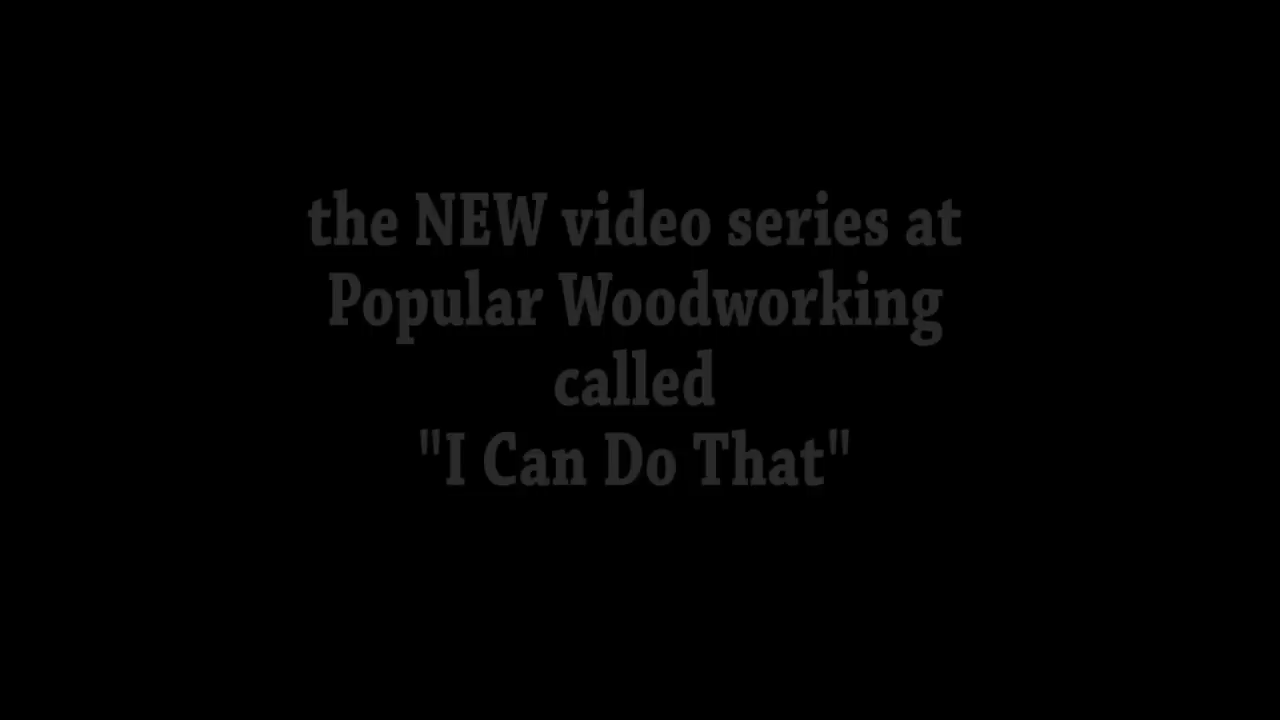 the NEW video series at
Popular Woodworking
called
"I Can Do That"